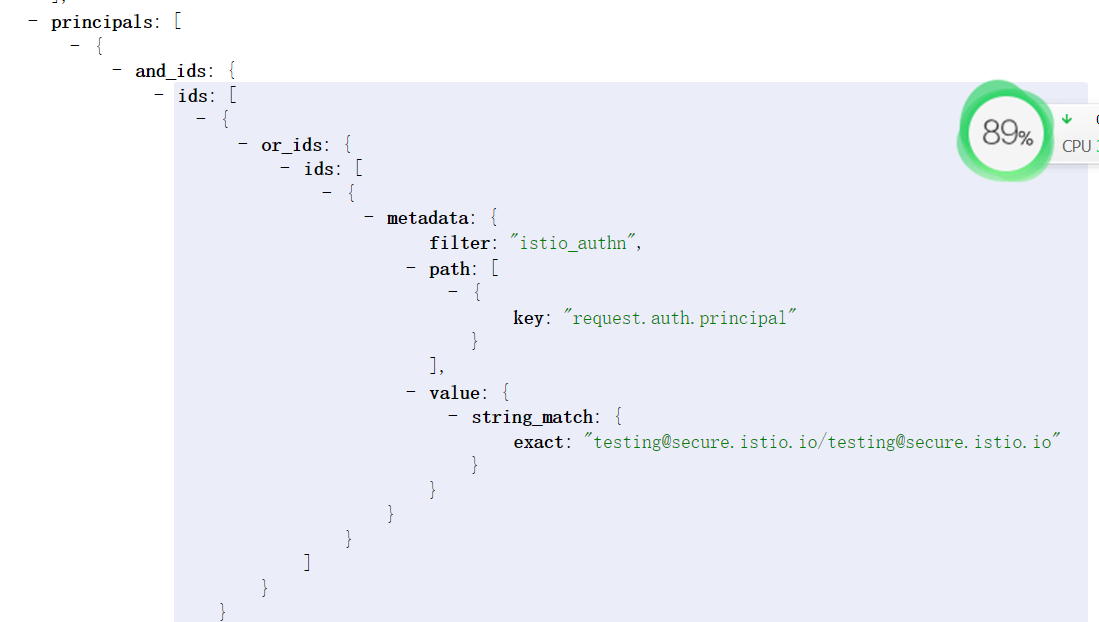 - principals: [
- {
- and_ids: {
- ids: [
- {
- or_ids: {
- ids: [
- {
- metadata: {
filter: "istio_authn",
- path: [
- {
key: "request.auth.principal"
}
],
- value: {
- string_match: {
exact: "testing@secure.istio.io/testing@secure.istio.io"
}
}
}
}
]
}
}
89%
CPU